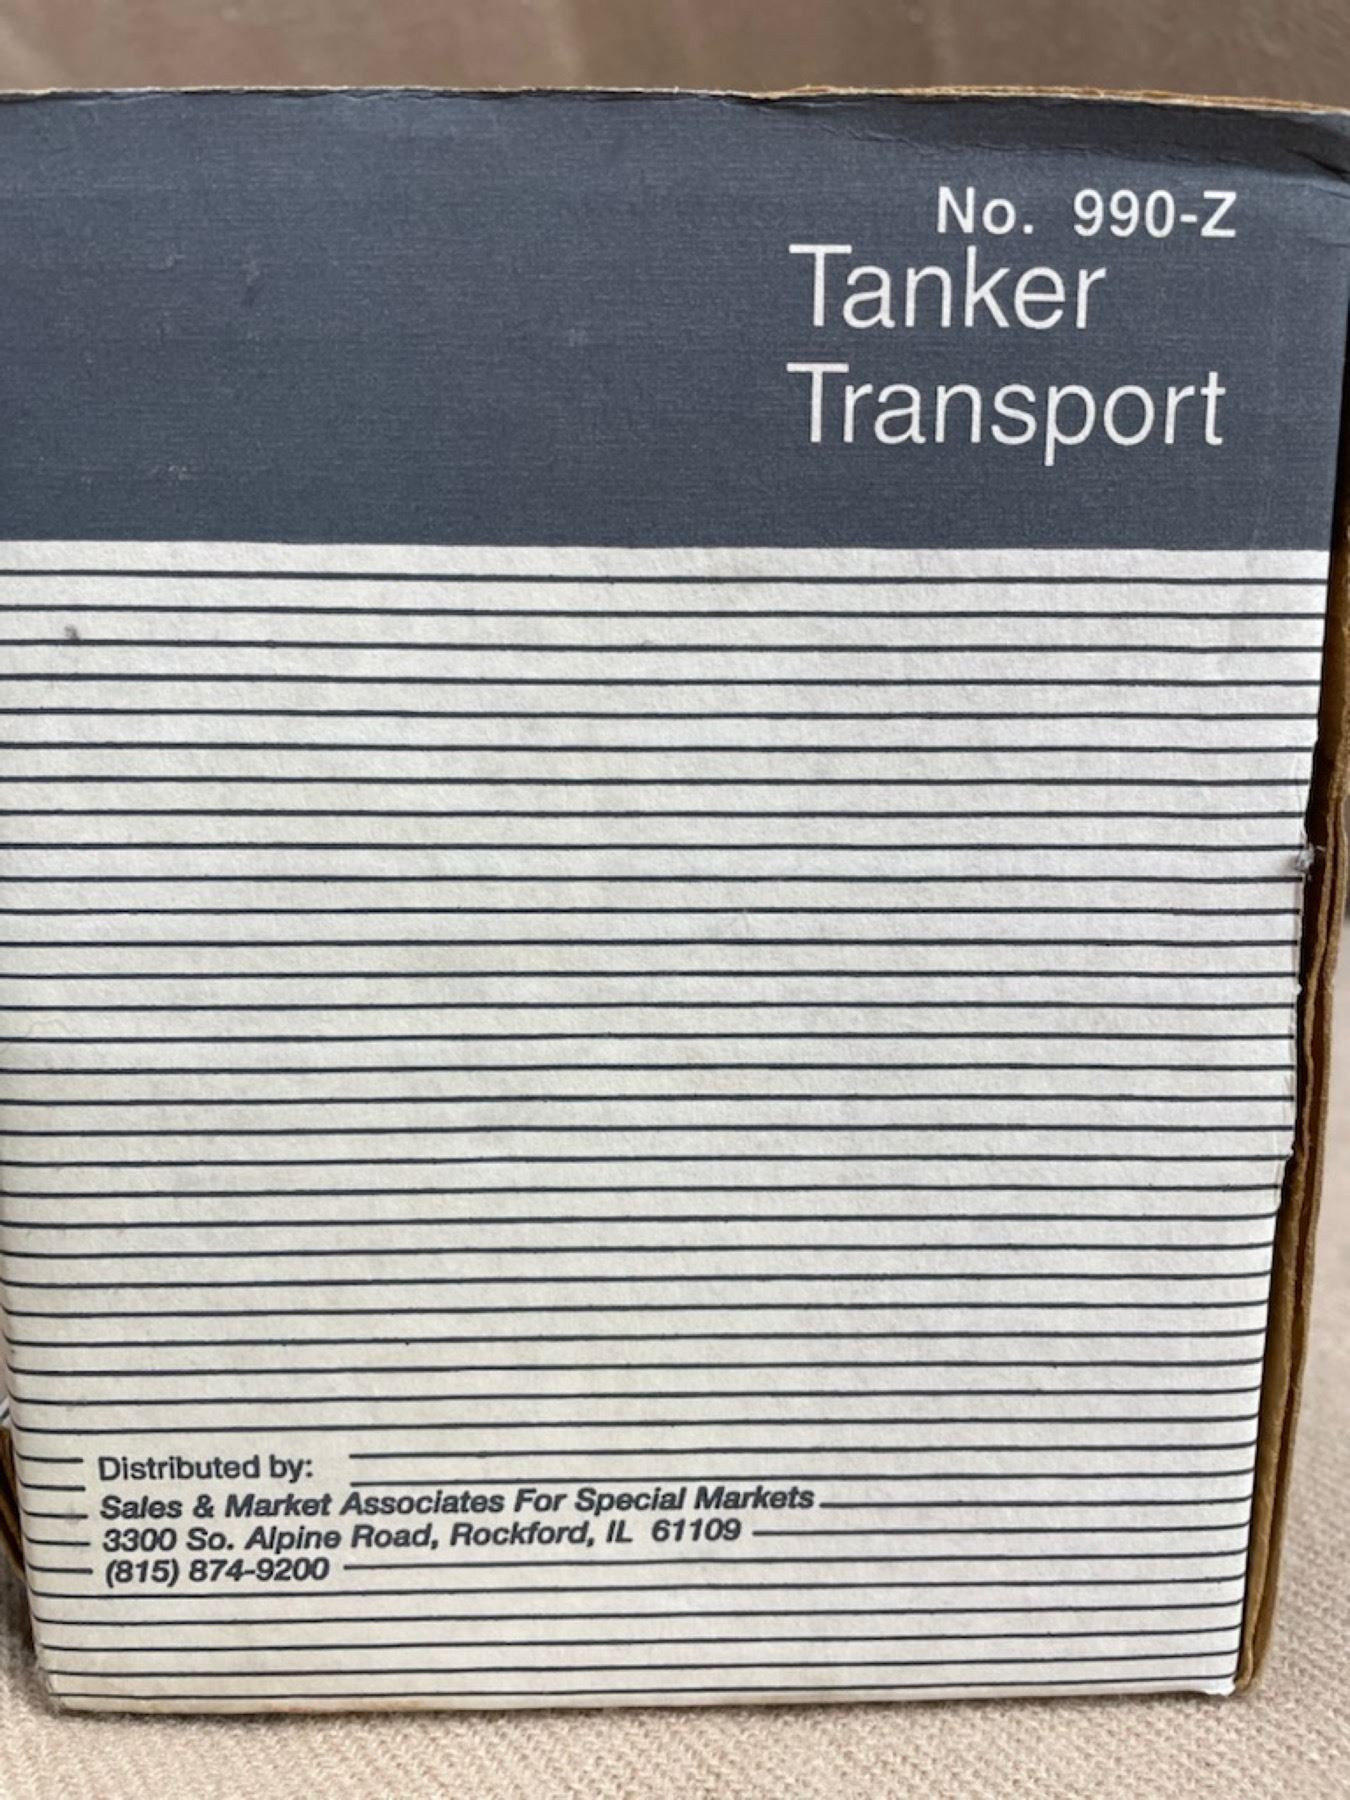 No. 990-Z
Tanker
Transport
Distributed by:
Sales & Market Associates For Special Markets
3300 So. Alpine Road, Rockford, IL 61109
(815) 874-9200